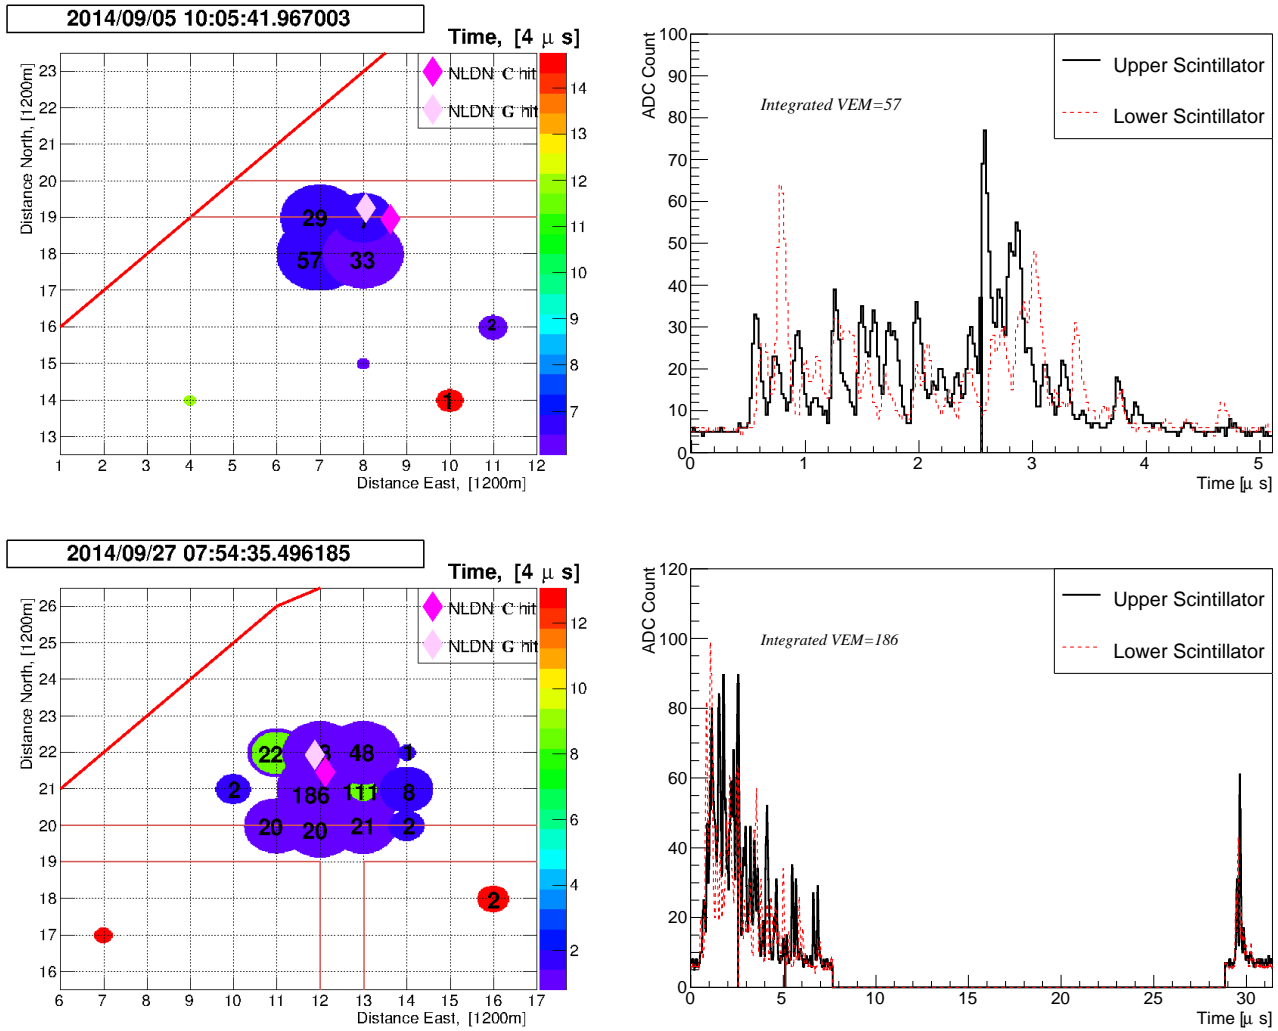 2014/09/05 10:05:41.967003
Time, [4 μ s]
NLDN C hit
NLDN G hit
Distance North, [1200m]
23
22
21
20
19
18
17
16
15
14
13
29
57
33
2
1
1 2 3 4 5 6 7 8 9 10 11 12
Distance East, [1200m]
14
13
12
11
10
9
8
7
ADC Count
100
90
80
70
60
50
40
30
20
10
0
Integrated VEM=57
Upper Scintillator
Lower Scintillator
0 1 2 3 4 5
Time [μ s]
2014/09/27 07:54:35.496185
Time, [4 μ s]
NLDN C hit
NLDN G hit
Distance North, [1200m]
26
25
24
23
22
21
20
19
18
17
16
22 48 1
2 186 111 8
20 20 21 2
2
6 7 8 9 10 11 12 13 14 15 16 17
Distance East, [1200m]
12
10
8
6
4
2
ADC Count
120
100
80
60
40
20
0
Integrated VEM=186
Upper Scintillator
Lower Scintillator
0 5 10 15 20 25 30
Time [μ s]